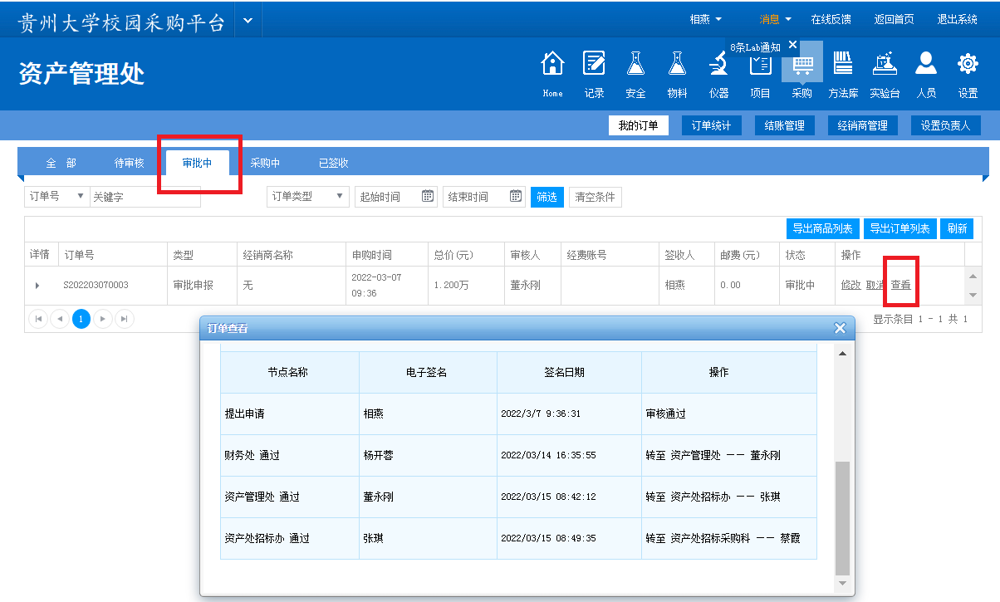 贵州大学校园采购平台
相燕 消息 在线反馈 返回首页 退出系统
8条Lab通知
资产管理处
Home 记录 安全 物料 仪器 项目 采购 方法库 实验台 人员 设置
我的订单 订单统计 结账管理 经销商管理 设置负责人
全 部 待审核 审批中 采购中 已签收
订单号 关键字 订单类型 起始时间 结束时间 筛选 清空条件
导出商品列表 导出订单列表 刷新
详情 订单号 类型 经销商名称 申购时间 总价(元) 审核人 经费账号 签收人 邮费(元) 状态 操作
S202203070003 审批申报 无 2022-03-07 09:36 1.200万 董永刚 相燕 0.00 审批中 修改 取消 查看
1 显示条目 1 - 1 共 1
订单查看
节点名称 电子签名 签名日期 操作
提出申请 相燕 2022/3/7 9:36:31 审核通过
财务处 通过 杨开蓉 2022/03/14 16:35:55 转至 资产管理处 —— 董永刚
资产管理处 通过 董永刚 2022/03/15 08:42:12 转至 资产处招标办 —— 张琪
资产处招标办 通过 张琪 2022/03/15 08:49:35 转至 资产处招标采购科 —— 蔡霞